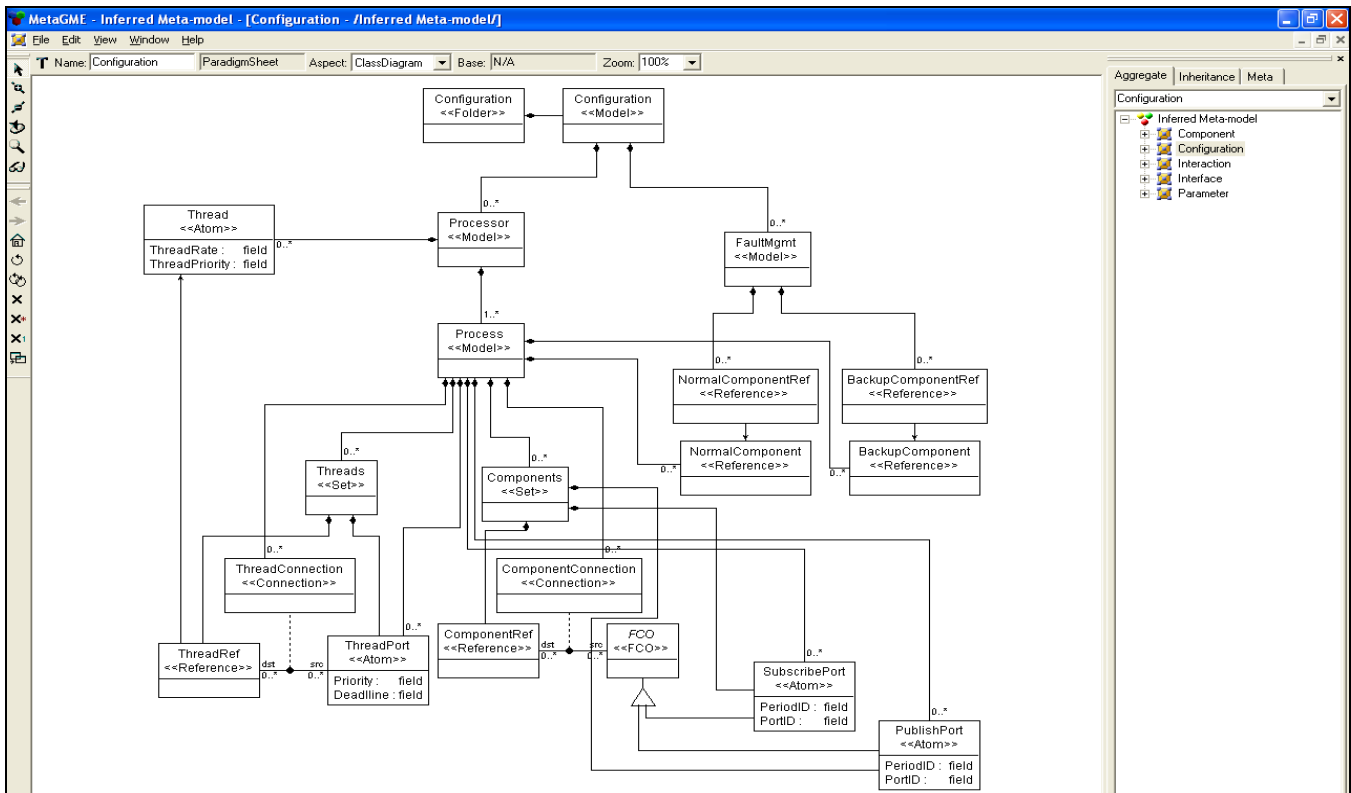 MetaGME - Inferred Meta-model - [Configuration - /Inferred Meta-model/]
File Edit View Window Help
Name: Configuration ParadigmSheet Aspect: ClassDiagram Base: N/A Zoom: 100%
Aggregate Inheritance Meta
Configuration
Inferred Meta-model
Component
Configuration
Interaction
Interface
Parameter
Configuration
<<Folder>>
Configuration
<<Model>>
0..*
0..*
Thread
<<Atom>>
ThreadRate : field
ThreadPriority : field
0..*
Processor
<<Model>>
FaultMgmt
<<Model>>
1..*
Process
<<Model>>
0..*
0..*
NormalComponentRef
<<Reference>>
BackupComponentRef
<<Reference>>
0..*
0..*
Threads
<<Set>>
Components
<<Set>>
0..*
NormalComponent
<<Reference>>
0..*
BackupComponent
<<Reference>>
0..*
0..*
ThreadConnection
<<Connection>>
ComponentConnection
<<Connection>>
0..*
ThreadRef
<<Reference>>
dst
0..*
src
0..*
ThreadPort
<<Atom>>
Priority : field
Deadlline : field
ComponentRef
<<Reference>>
dst
0..*
src
0..*
FCO
<<FCO>>
0..*
SubscribePort
<<Atom>>
PeriodID : field
PortID : field
0..*
PublishPort
<<Atom>>
PeriodID : field
PortID : field